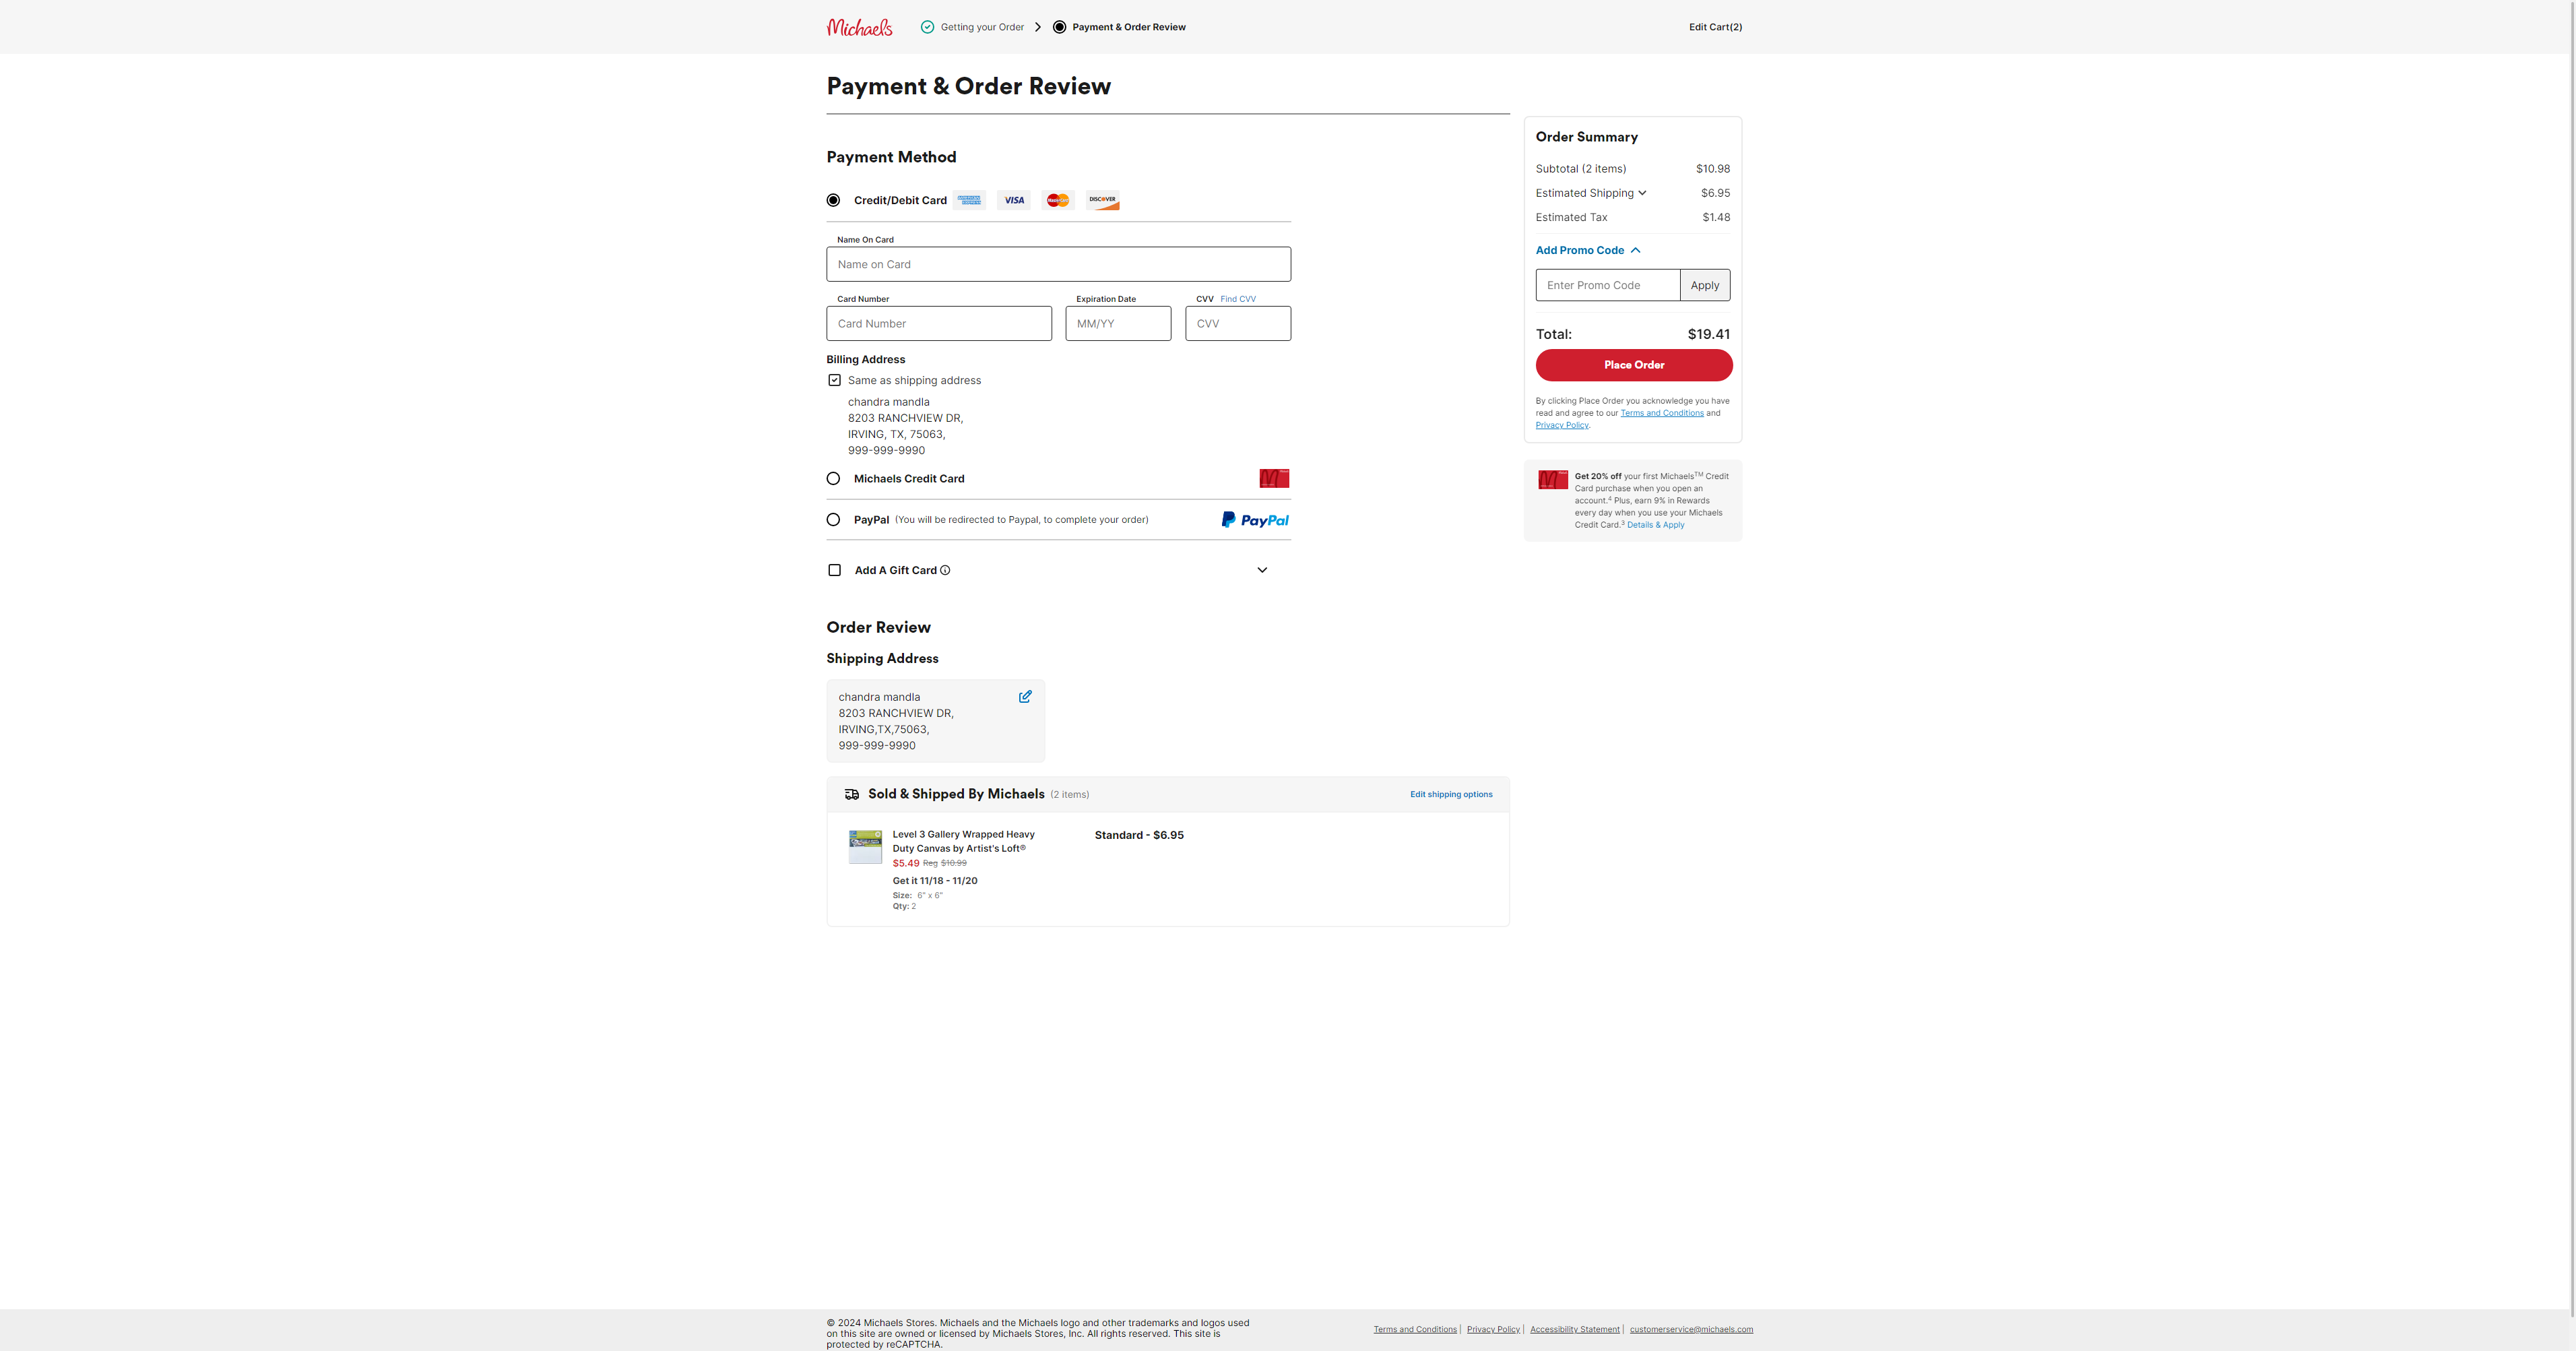 Michaels
Getting your Order
Payment & Order Review
Edit Cart(2)
Payment & Order Review
Payment Method
Credit/Debit Card
VISA
DISCOVER
Name On Card
Name on Card
Card Number
Expiration Date
CVV Find CVV
Card Number
MM/YY
CVV
Billing Address
Same as shipping address
chandra mandla
8203 RANCHVIEW DR,
IRVING, TX, 75063,
999-999-9990
Michaels Credit Card
PayPal (You will be redirected to Paypal, to complete your order)
PayPal
Add A Gift Card
Order Review
Shipping Address
chandra mandla
8203 RANCHVIEW DR,
IRVING,TX,75063,
999-999-9990
Sold & Shipped By Michaels (2 items)
Edit shipping options
Level 3 Gallery Wrapped Heavy
Duty Canvas by Artist's Loft®
$5.49 Reg $10.99
Get it 11/18 - 11/20
Size: 6" x 6"
Qty: 2
Standard - $6.95
Order Summary
Subtotal (2 items) $10.98
Estimated Shipping $6.95
Estimated Tax $1.48
Add Promo Code
Enter Promo Code
Apply
Total: $19.41
Place Order
By clicking Place Order you acknowledge you have
read and agree to our Terms and Conditions and
Privacy Policy.
Get 20% off your first Michaels™ Credit
Card purchase when you open an
account.⁴ Plus, earn 9% in Rewards
every day when you use your Michaels
Credit Card.³ Details & Apply
© 2024 Michaels Stores. Michaels and the Michaels logo and other trademarks and logos used
on this site are owned or licensed by Michaels Stores, Inc. All rights reserved. This site is
protected by reCAPTCHA.
Terms and Conditions | Privacy Policy | Accessibility Statement | customerservice@michaels.com